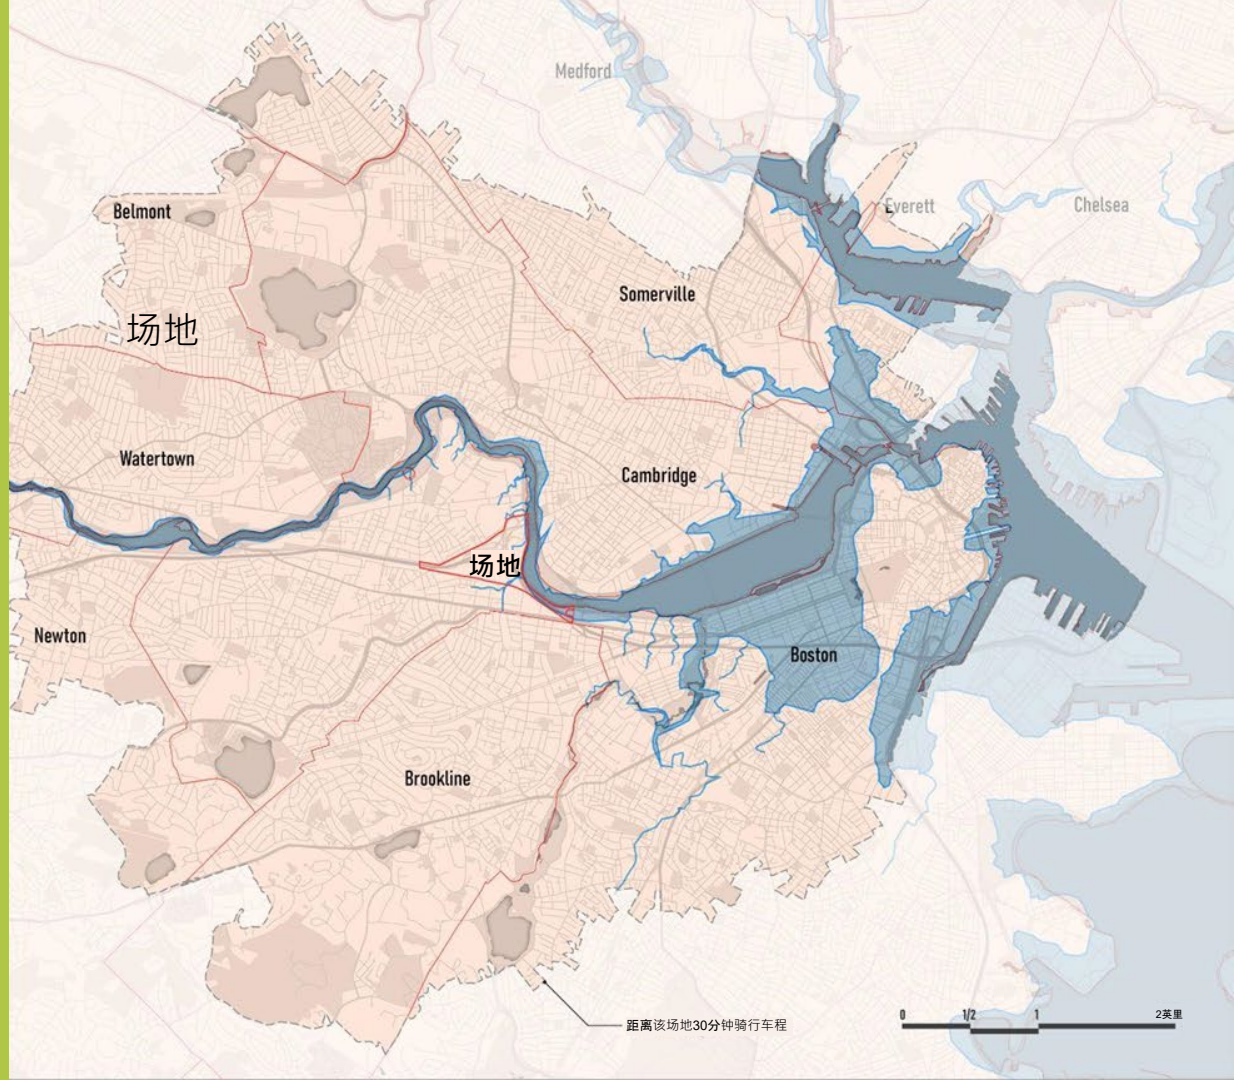 Medford
Belmont
Everett
Chelsea
Somerville
场地
Watertown
Cambridge
场地
Newton
Boston
Brookline
距离该场地30分钟骑行车程
0 1/2 1 2英里